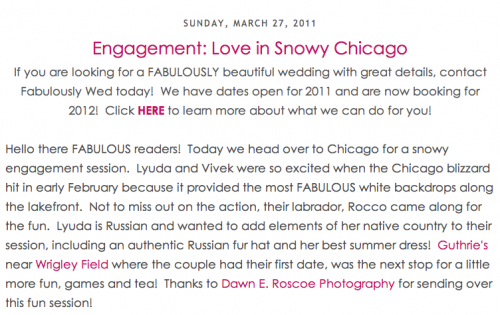 SUNDAY, MARCH 27, 2011
Engagement: Love in Snowy Chicago
If you are looking for a FABULOUSLY beautiful wedding with great details, contact
Fabulously Wed today!  We have dates open for 2011 and are now booking for
2012!  Click HERE to learn more about what we can do for you!
Hello there FABULOUS readers!  Today we head over to Chicago for a snowy
engagement session.  Lyuda and Vivek were so excited when the Chicago blizzard
hit in early February because it provided the most FABULOUS white backdrops along
the lakefront.  Not to miss out on the action, their labrador, Rocco came along for
the fun.  Lyuda is Russian and wanted to add elements of her native country to their
session, including an authentic Russian fur hat and her best summer dress!  Guthrie's
near Wrigley Field where the couple had their first date, was the next stop for a little
more fun, games and tea!  Thanks to Dawn E. Roscoe Photography for sending over
this fun session!